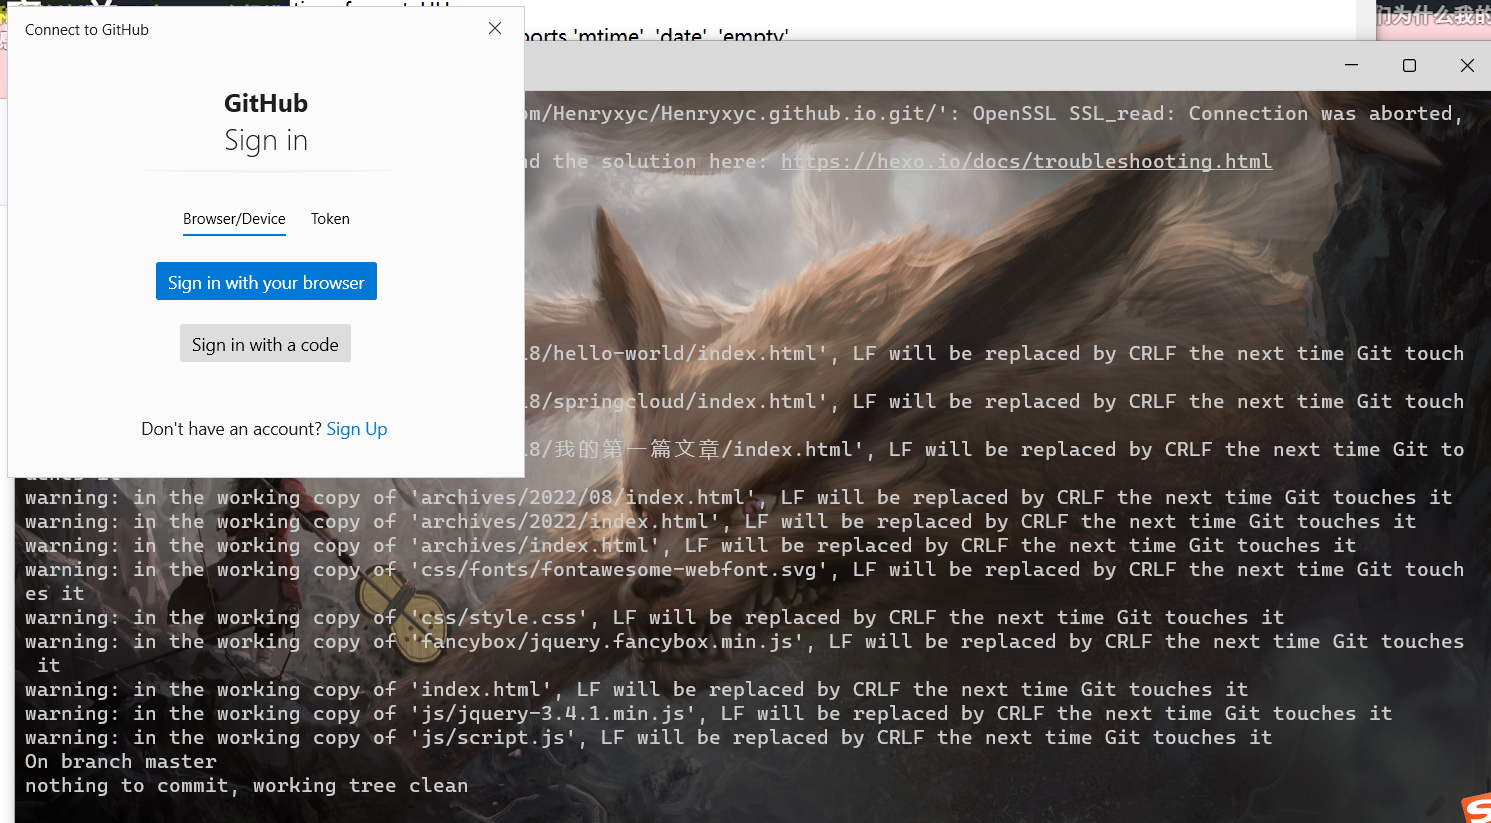 们为什么我的
ports 'mtime', 'date', 'empty'
Connect to GitHub
GitHub
Sign in
Browser/Device Token
Sign in with your browser
Sign in with a code
Don't have an account? Sign Up
om/Henryxyc/Henryxyc.github.io.git/': OpenSSL SSL_read: Connection was aborted,
nd the solution here: https://hexo.io/docs/troubleshooting.html
18/hello-world/index.html', LF will be replaced by CRLF the next time Git touch
18/springcloud/index.html', LF will be replaced by CRLF the next time Git touch
18/我的第一篇文章/index.html', LF will be replaced by CRLF the next time Git to
uches it
warning: in the working copy of 'archives/2022/08/index.html', LF will be replaced by CRLF the next time Git touches it
warning: in the working copy of 'archives/2022/index.html', LF will be replaced by CRLF the next time Git touches it
warning: in the working copy of 'archives/index.html', LF will be replaced by CRLF the next time Git touches it
warning: in the working copy of 'css/fonts/fontawesome-webfont.svg', LF will be replaced by CRLF the next time Git touch
es it
warning: in the working copy of 'css/style.css', LF will be replaced by CRLF the next time Git touches it
warning: in the working copy of 'fancybox/jquery.fancybox.min.js', LF will be replaced by CRLF the next time Git touches
it
warning: in the working copy of 'index.html', LF will be replaced by CRLF the next time Git touches it
warning: in the working copy of 'js/jquery-3.4.1.min.js', LF will be replaced by CRLF the next time Git touches it
warning: in the working copy of 'js/script.js', LF will be replaced by CRLF the next time Git touches it
On branch master
nothing to commit, working tree clean